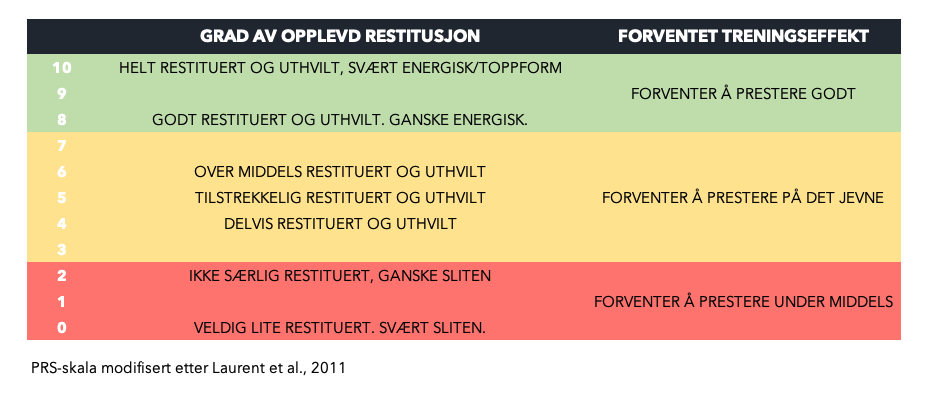 GRAD AV OPPLEVD RESTITUSJON FORVENTET TRENINGSEFFEKT
10 HELT RESTITUERT OG UTHVILT, SVÆRT ENERGISK/TOPPFORM
9 FORVENTER Å PRESTERE GODT
8 GODT RESTITUERT OG UTHVILT. GANSKE ENERGISK.
7
6 OVER MIDDELS RESTITUERT OG UTHVILT
5 TILSTREKKELIG RESTITUERT OG UTHVILT FORVENTER Å PRESTERE PÅ DET JEVNE
4 DELVIS RESTITUERT OG UTHVILT
3
2 IKKE SÆRLIG RESTITUERT, GANSKE SLITEN
1 FORVENTER Å PRESTERE UNDER MIDDELS
0 VELDIG LITE RESTITUERT. SVÆRT SLITEN.
PRS-skala modifisert etter Laurent et al., 2011